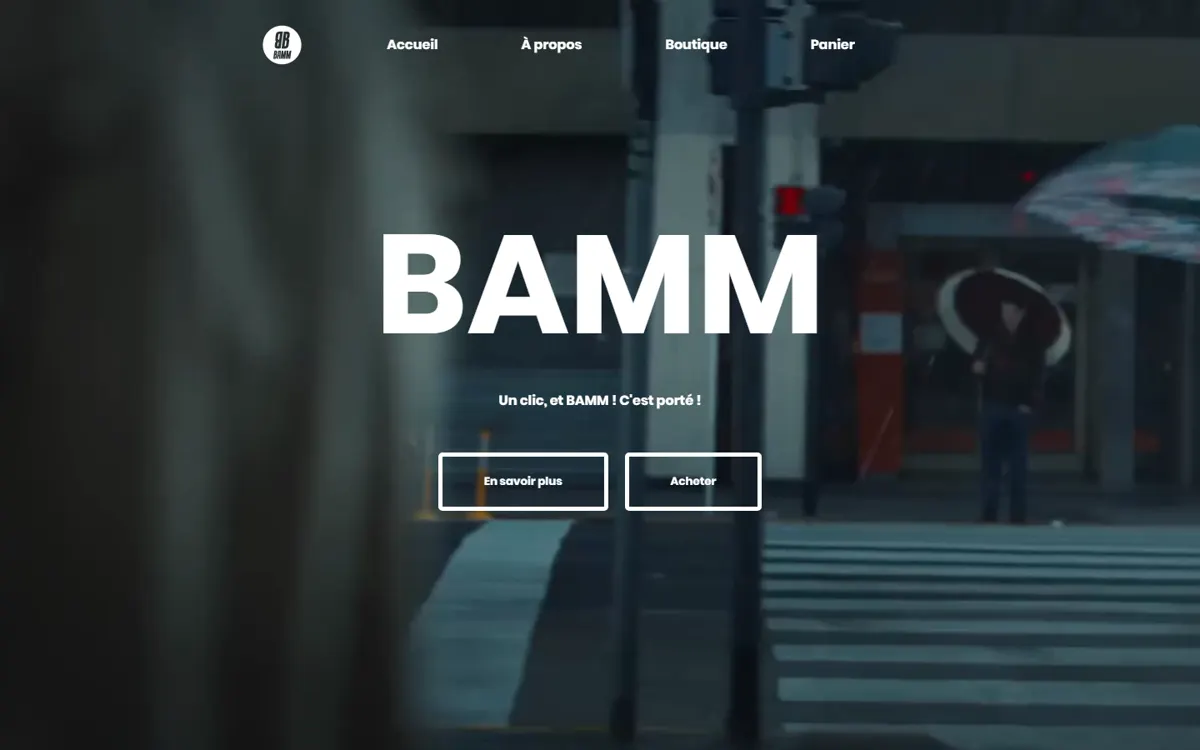 BB
BAMM
Accueil
À propos
Boutique
Panier
BAMM
Un clic, et BAMM ! C'est porté !
En savoir plus
Acheter